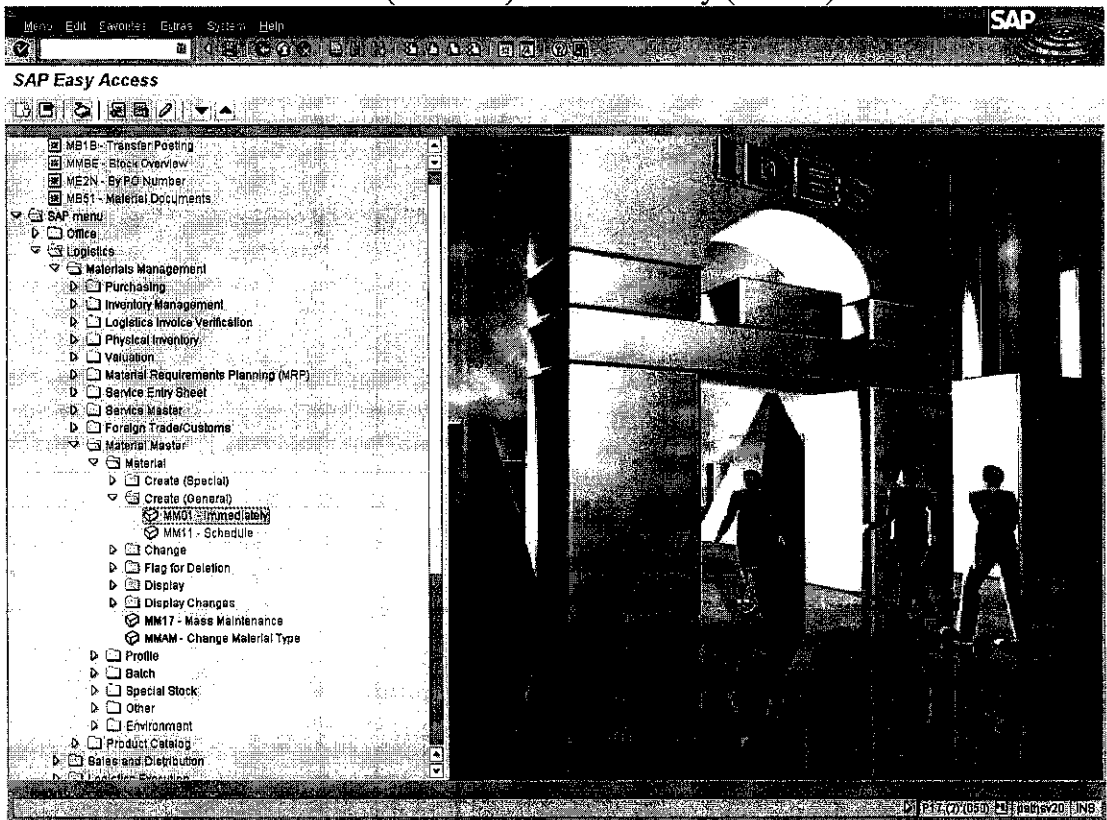 Menu Edit Favorites Extras System Help
SAP
SAP Easy Access
MB1B - Transfer Posting
MMBE - Stock Overview
ME2N - By PO Number
MB51 - Material Documents
SAP menu
Office
Logistics
Materials Management
Purchasing
Inventory Management
Logistics Invoice Verification
Physical Inventory
Valuation
Material Requirements Planning (MRP)
Service Entry Sheet
Service Master
Foreign Trade/Customs
Material Master
Material
Create (Special)
Create (General)
MM01 - Immediately
MM11 - Schedule
Change
Flag for Deletion
Display
Display Changes
MM17 - Mass Maintenance
MMAM - Change Material Type
Profile
Batch
Special Stock
Other
Environment
Product Catalog
Sales and Distribution
Logistics Execution
IDES
INS